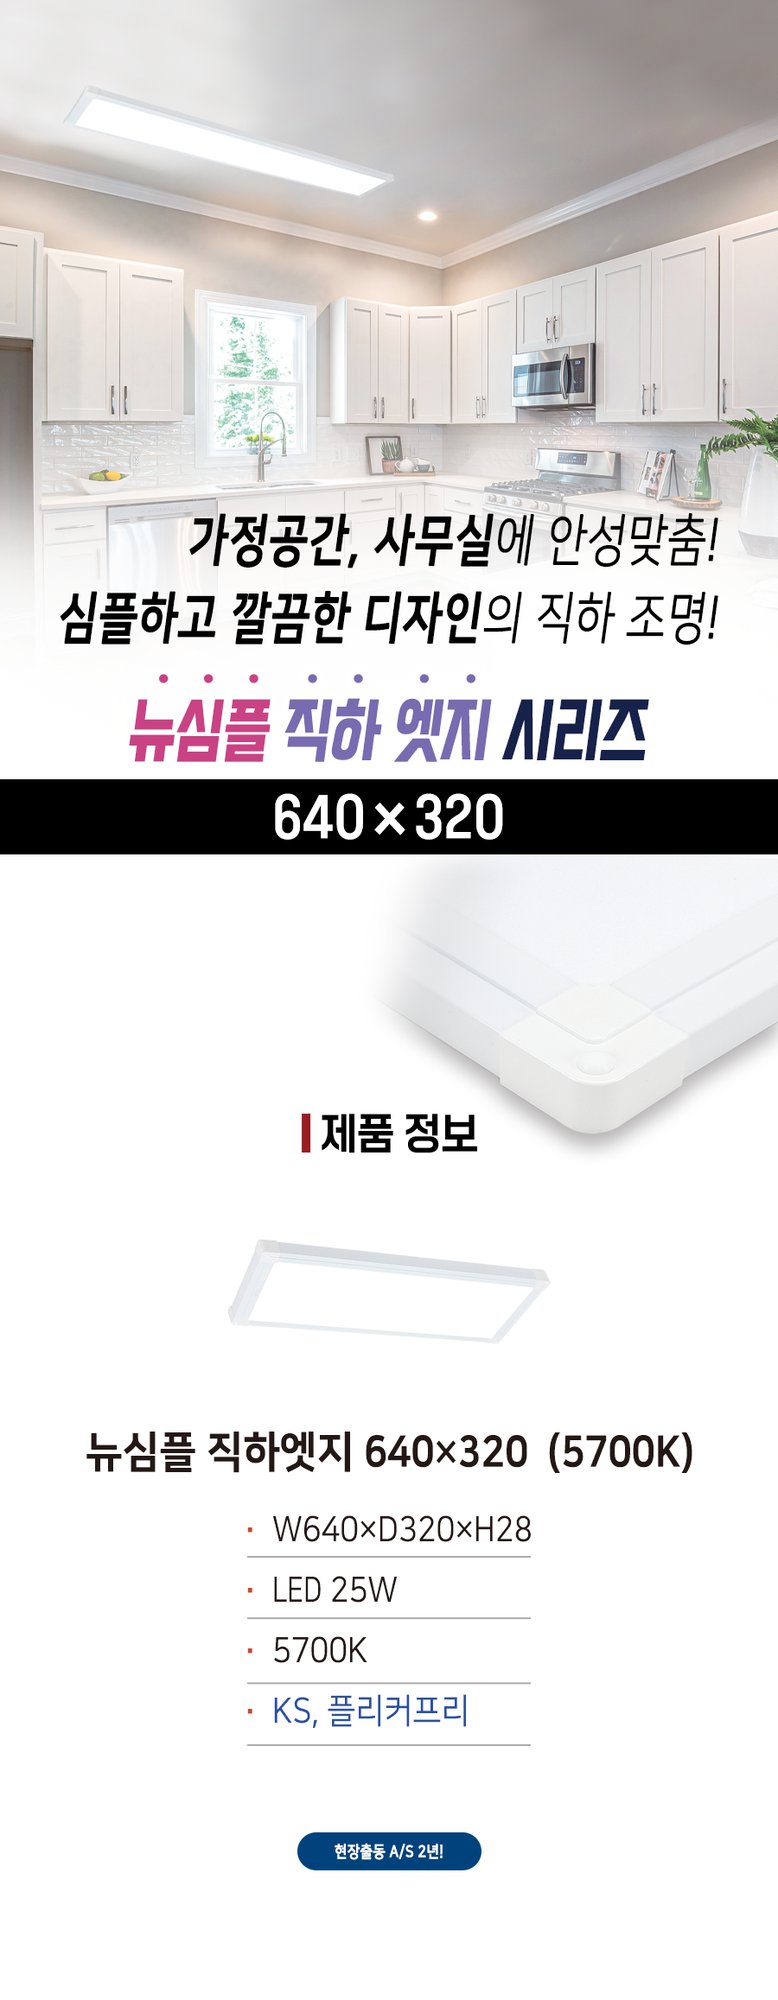 가정공간, 사무실에 안성맞춤!
심플하고 깔끔한 디자인의 직하 조명!
뉴심플 직하 엣지 시리즈
640×320
제품 정보
뉴심플 직하엣지 640×320 (5700K)
· W640×D320×H28
· LED 25W
· 5700K
· KS, 플리커프리
현장출동 A/S 2년!